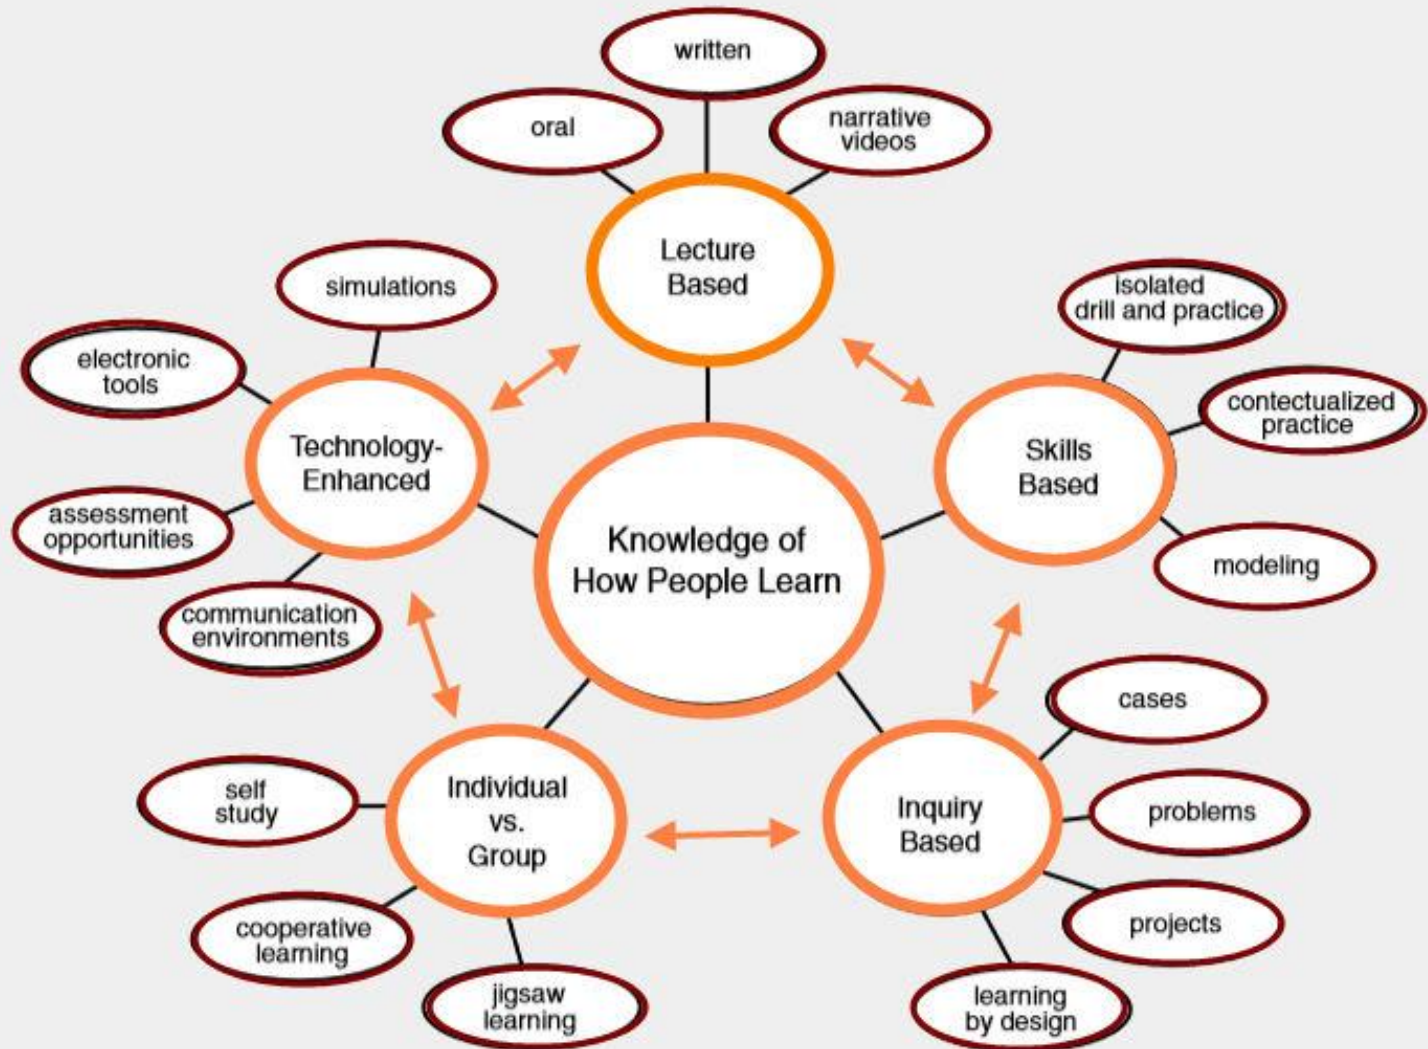 written
oral
narrative
videos
Lecture
Based
simulations
electronic
tools
Technology-
Enhanced
assessment
opportunities
communication
environments
isolated
drill and practice
contectualized
practice
Skills
Based
modeling
Knowledge of
How People Learn
Individual
vs.
Group
self
study
cooperative
learning
jigsaw
learning
Inquiry
Based
cases
problems
projects
learning
by design